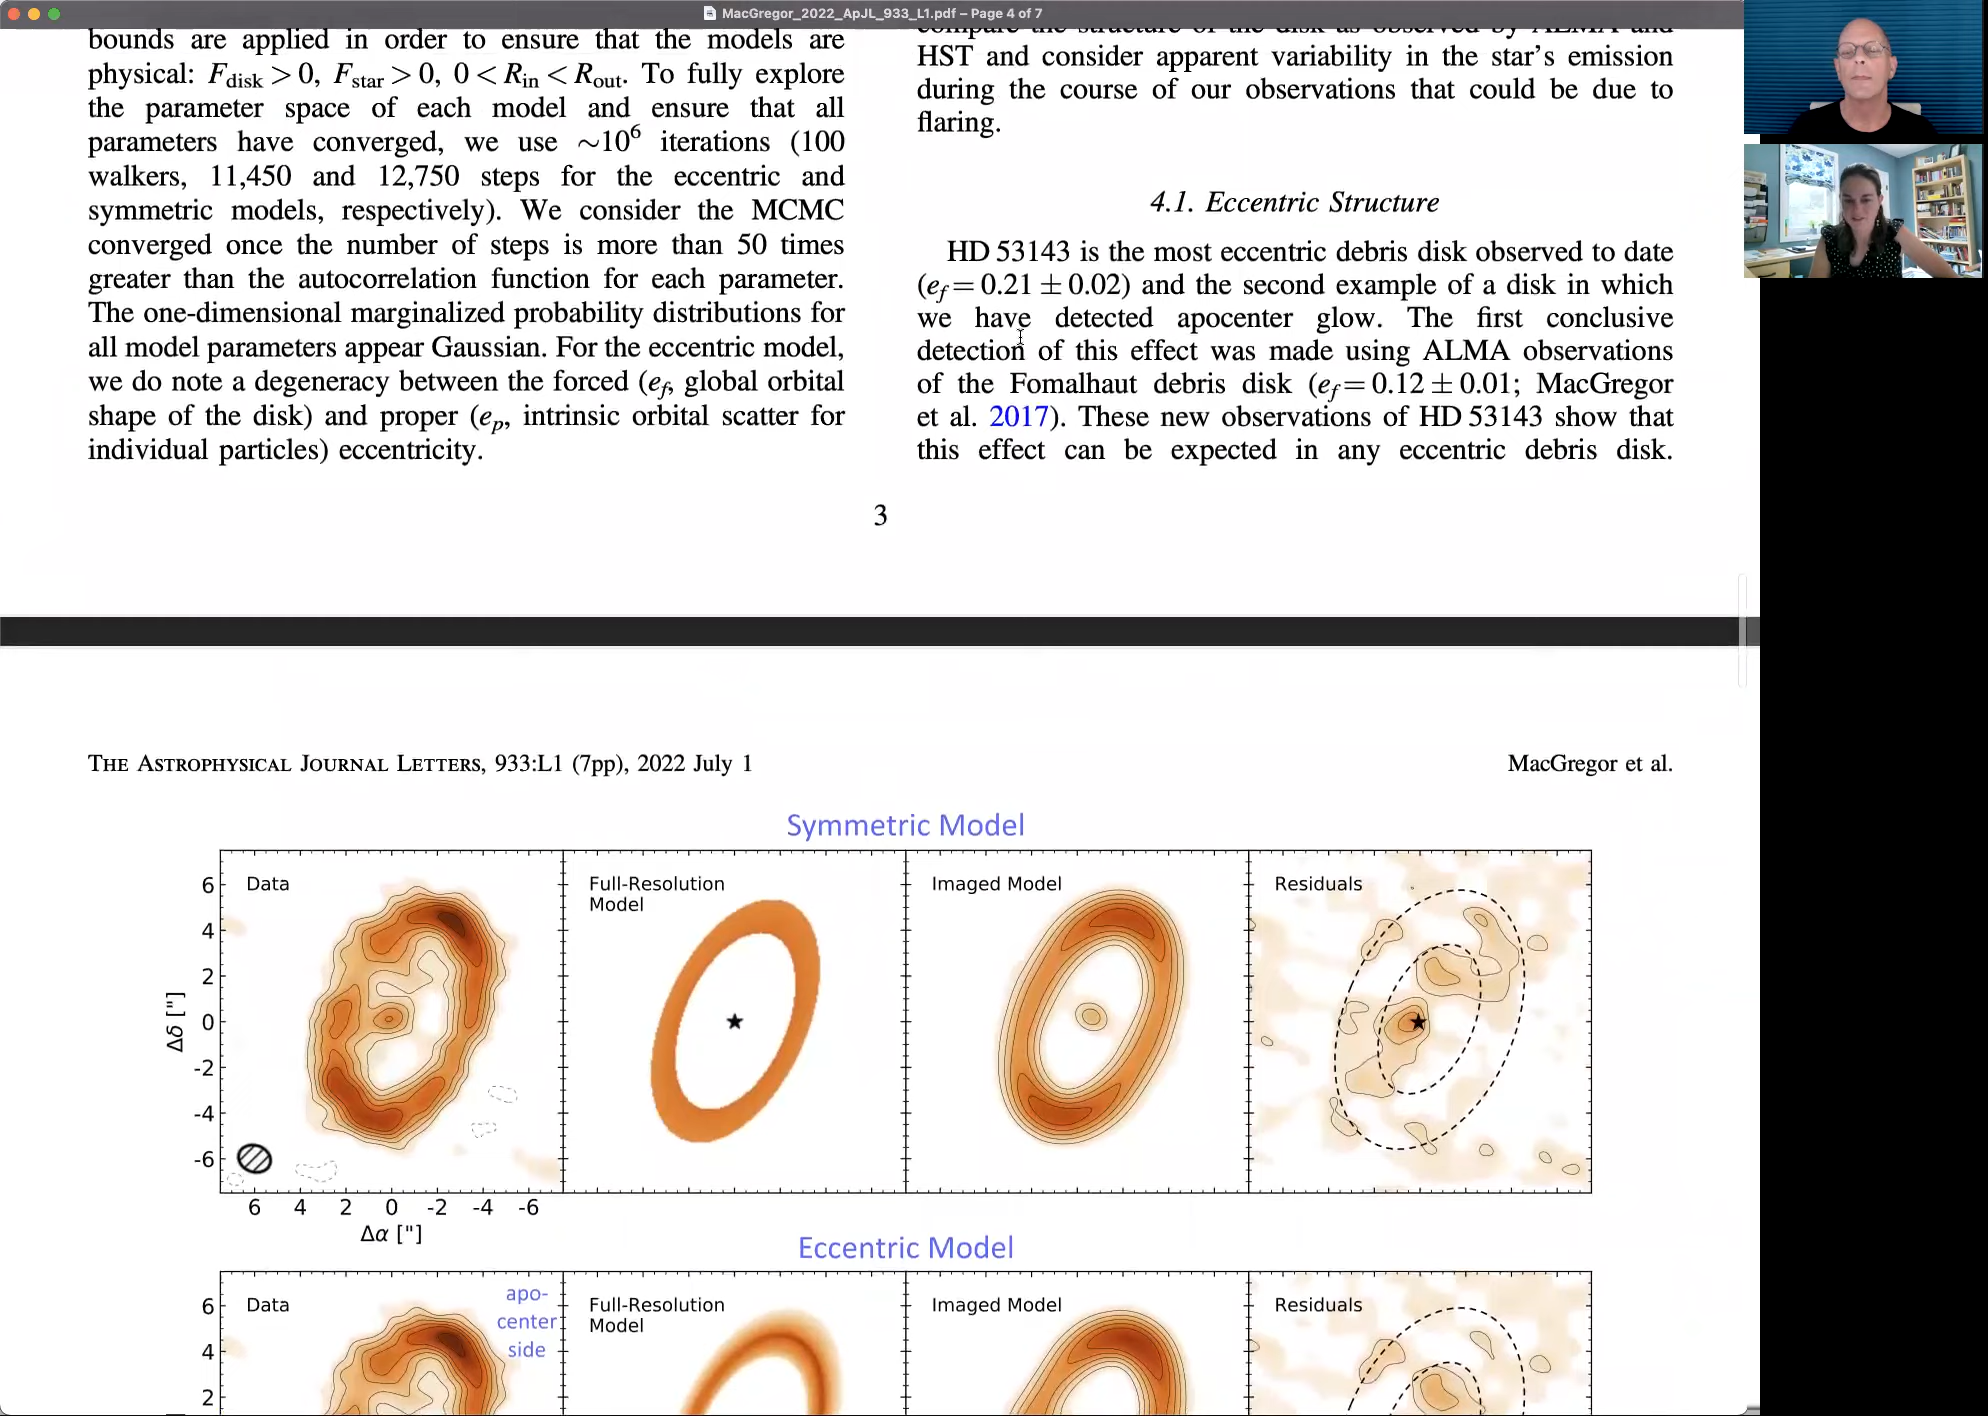 MacGregor_2022_ApJL_933_L1.pdf – Page 4 of 7
bounds are applied in order to ensure that the models are
physical: F_disk > 0, F_star > 0, 0 < R_in < R_out. To fully explore
the parameter space of each model and ensure that all
parameters have converged, we use ~10^6 iterations (100
walkers, 11,450 and 12,750 steps for the eccentric and
symmetric models, respectively). We consider the MCMC
converged once the number of steps is more than 50 times
greater than the autocorrelation function for each parameter.
The one-dimensional marginalized probability distributions for
all model parameters appear Gaussian. For the eccentric model,
we do note a degeneracy between the forced (e_f, global orbital
shape of the disk) and proper (e_p, intrinsic orbital scatter for
individual particles) eccentricity.
compare the structure of the disk as observed by ALMA and
HST and consider apparent variability in the star's emission
during the course of our observations that could be due to
flaring.
4.1. Eccentric Structure
HD 53143 is the most eccentric debris disk observed to date
(e_f = 0.21 ± 0.02) and the second example of a disk in which
we have detected apocenter glow. The first conclusive
detection of this effect was made using ALMA observations
of the Fomalhaut debris disk (e_f = 0.12 ± 0.01; MacGregor
et al. 2017). These new observations of HD 53143 show that
this effect can be expected in any eccentric debris disk.
3
THE ASTROPHYSICAL JOURNAL LETTERS, 933:L1 (7pp), 2022 July 1
MacGregor et al.
Symmetric Model
Data
Full-Resolution
Model
Imaged Model
Residuals
6
4
2
0
-2
-4
-6
Δδ ["]
6 4 2 0 -2 -4 -6
Δα ["]
Eccentric Model
Data
apo-
center
side
Full-Resolution
Model
Imaged Model
Residuals
6
4
2